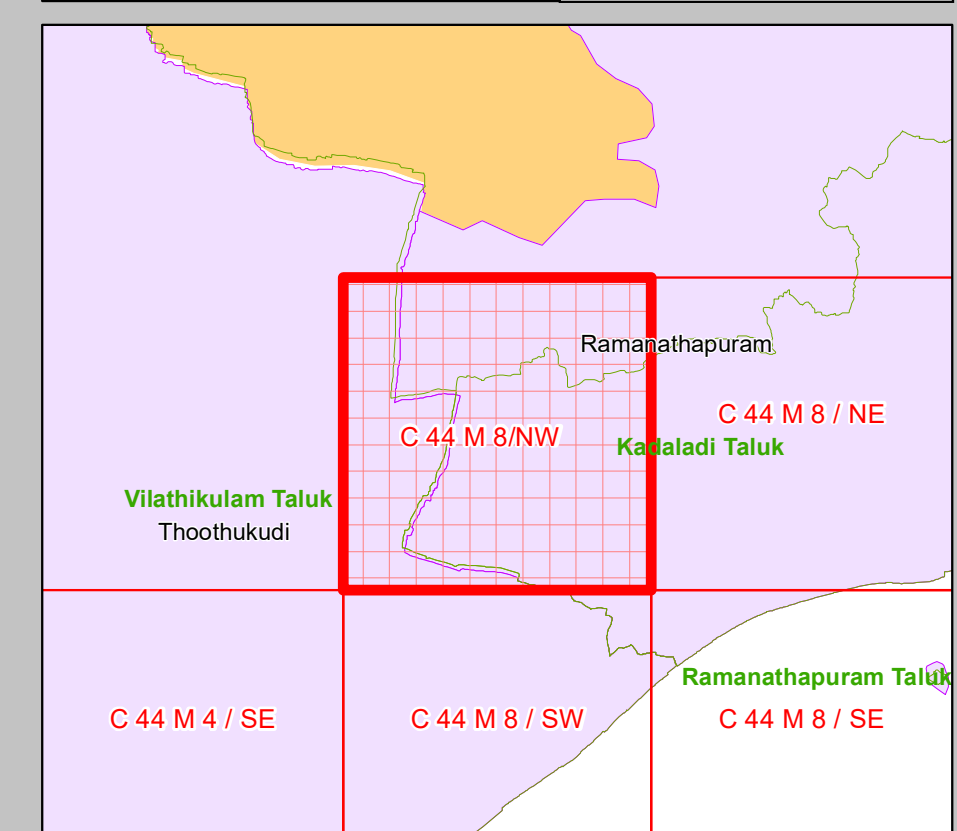 Ramanathapuram
C 44 M 8 / NE
C 44 M 8/NW
Kadaladi Taluk
Vilathikulam Taluk
Thoothukudi
Ramanathapuram Taluk
C 44 M 4 / SE
C 44 M 8 / SW
C 44 M 8 / SE